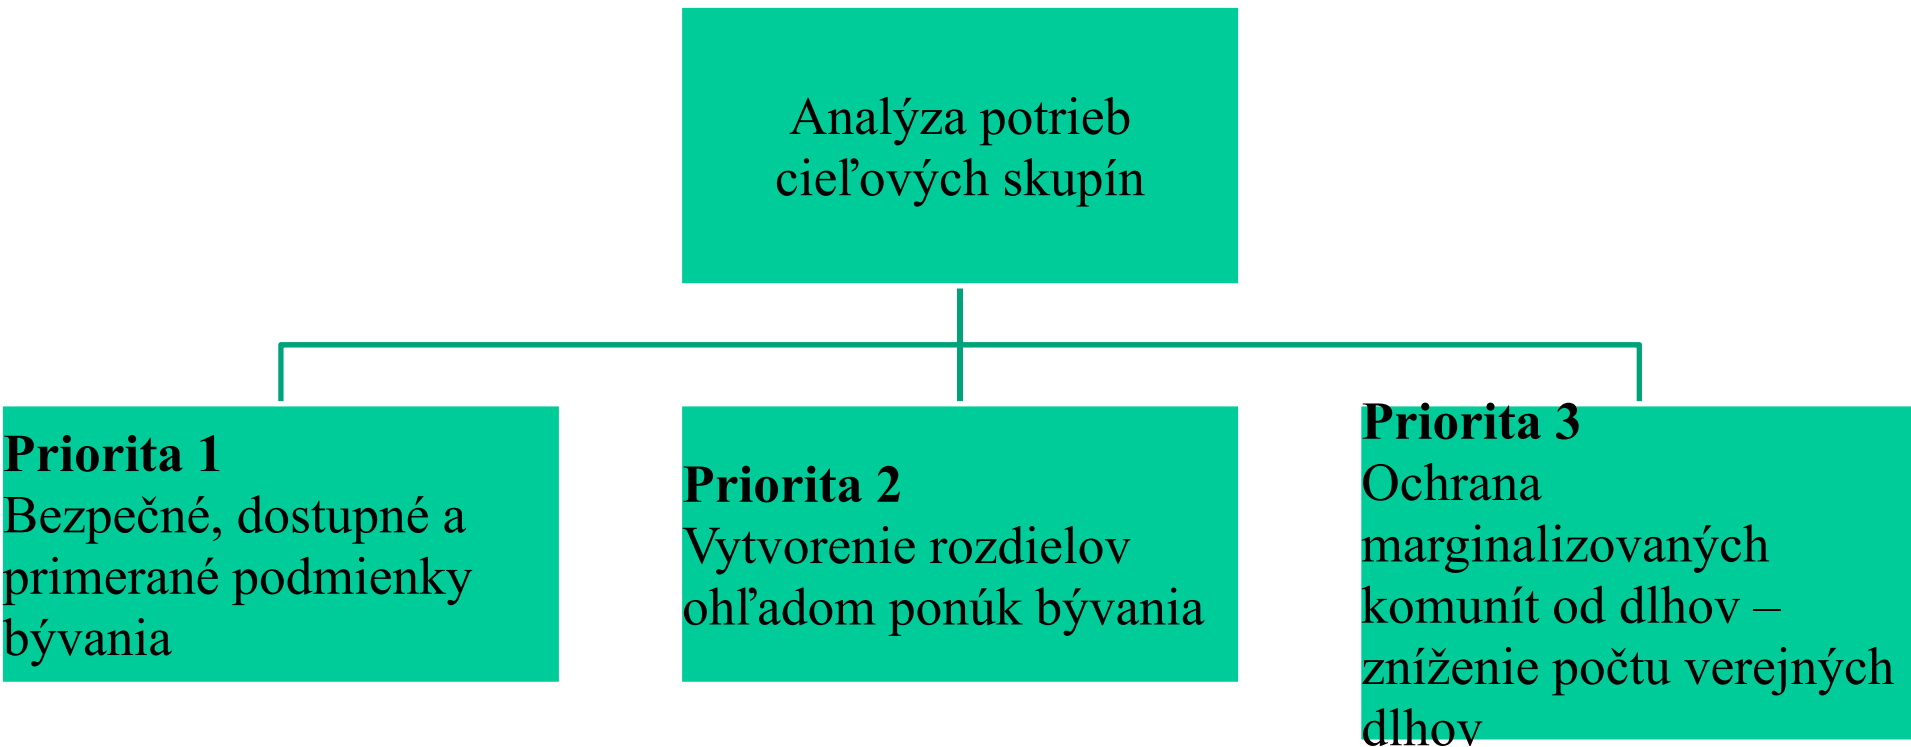 Analýza potrieb
cieľových skupín
Priorita 1
Bezpečné, dostupné a
primerané podmienky
bývania
Priorita 2
Vytvorenie rozdielov
ohľadom ponúk bývania
Priorita 3
Ochrana
marginalizovaných
komunít od dlhov –
zníženie počtu verejných
dlhov